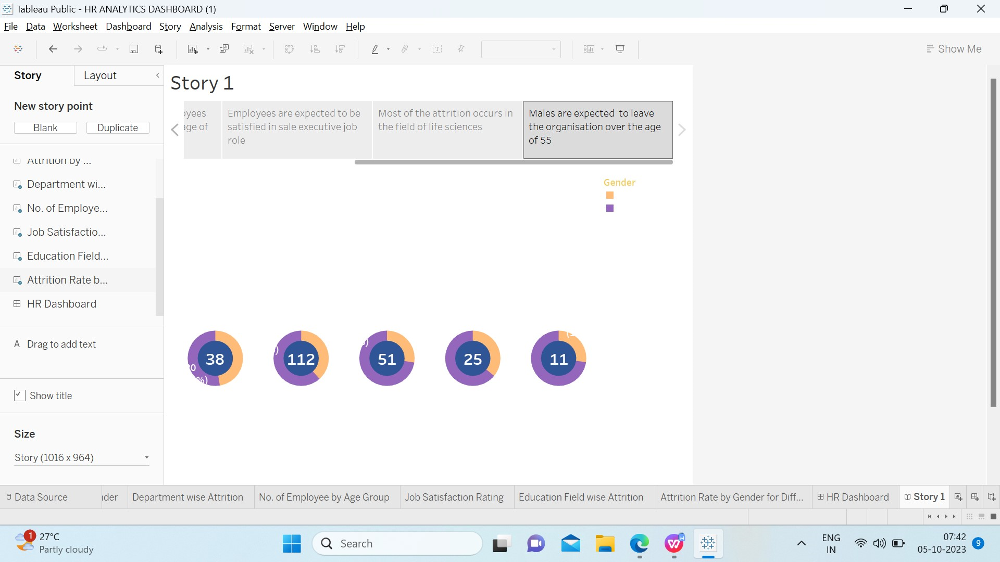 Tableau Public - HR ANALYTICS DASHBOARD (1)
File Data Worksheet Dashboard Story Analysis Format Server Window Help
Show Me
Story Layout
New story point
Blank Duplicate
Attrition by ...
Department wi...
No. of Employe...
Job Satisfactio...
Education Field...
Attrition Rate b...
HR Dashboard
A Drag to add text
Show title
Size
Story (1016 x 964)
Story 1
age of
Employees are expected to be
satisfied in sale executive job
role
Most of the attrition occurs in
the field of life sciences
Males are expected to leave
the organisation over the age
of 55
Gender
38 112 51 25 11
%)
Data Source Department wise Attrition No. of Employee by Age Group Job Satisfaction Rating Education Field wise Attrition Attrition Rate by Gender for Diff... HR Dashboard Story 1
1 27°C
Partly cloudy
Search
ENG
IN
07:42
05-10-2023
9